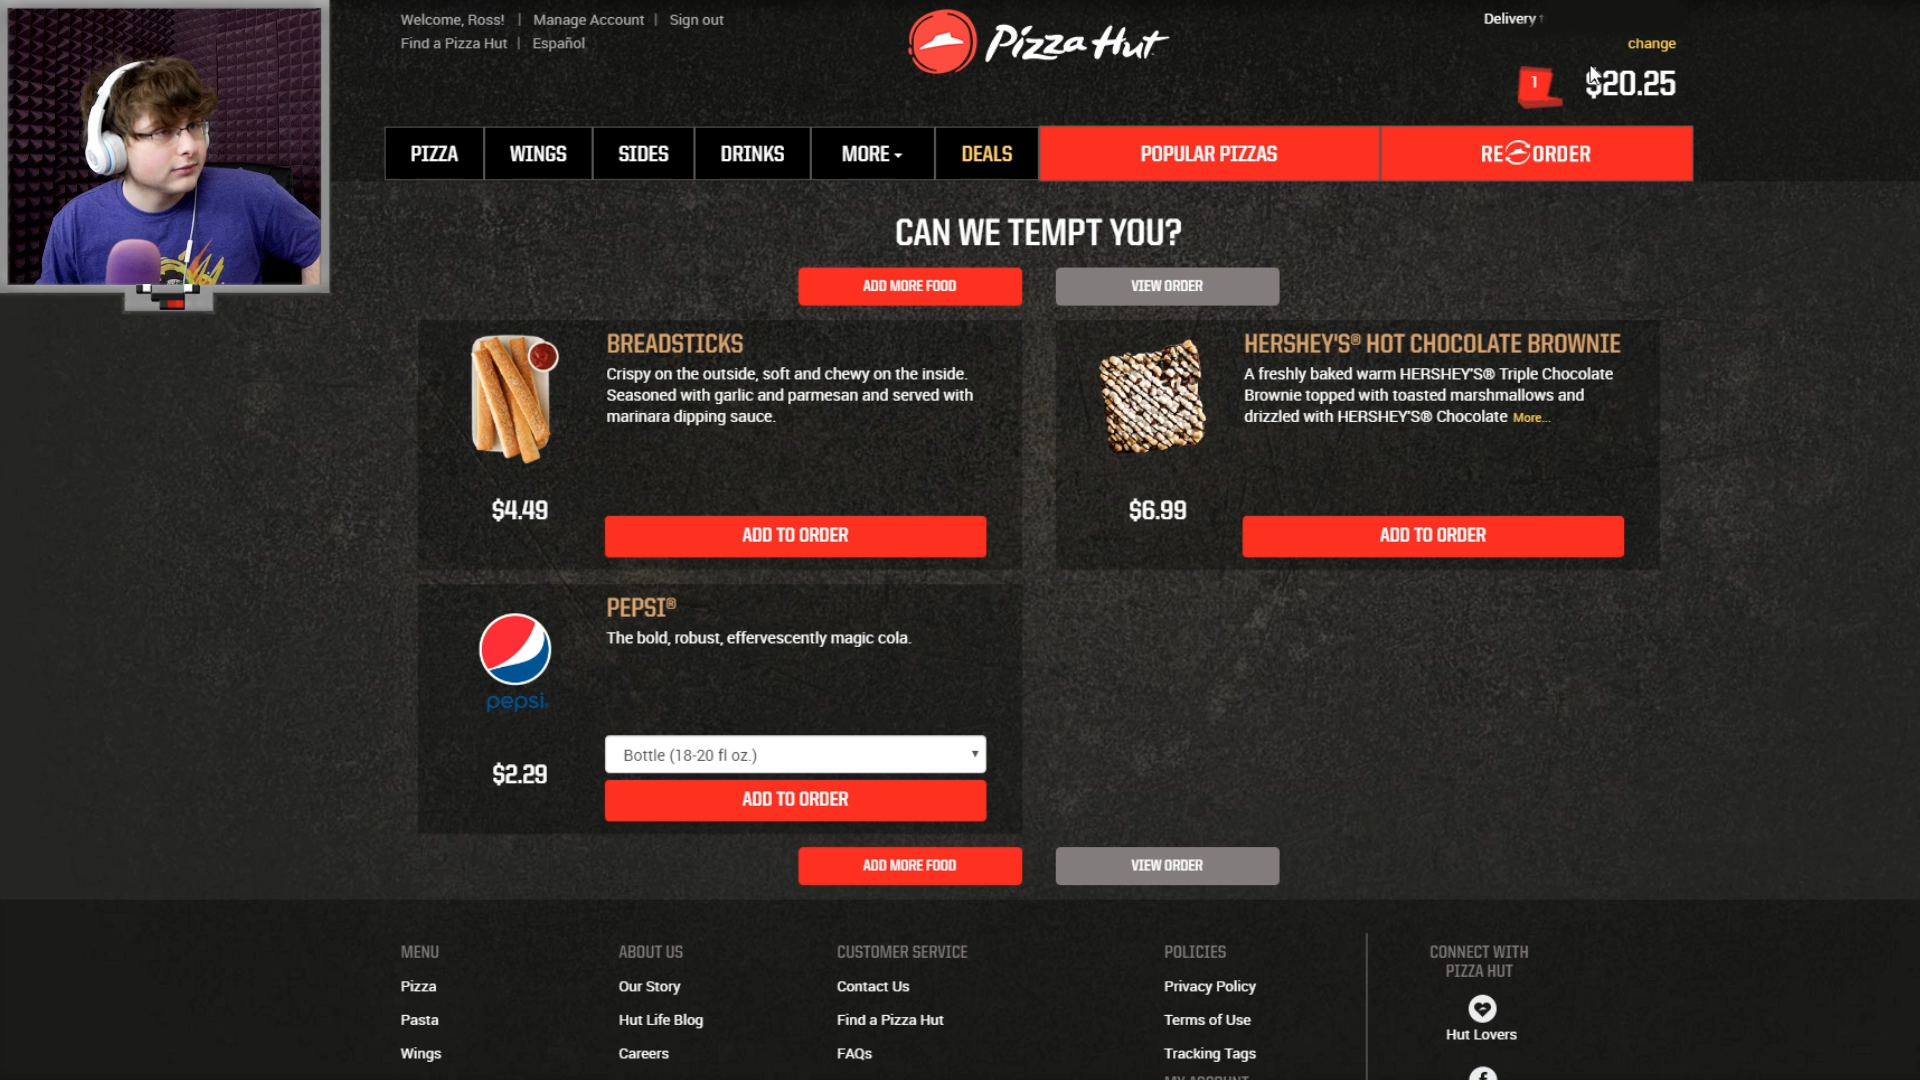 Welcome, Ross! | Manage Account | Sign out
Find a Pizza Hut | Español
Pizza Hut
Delivery
change
1
$20.25
PIZZA
WINGS
SIDES
DRINKS
MORE
DEALS
POPULAR PIZZAS
RE ORDER
CAN WE TEMPT YOU?
ADD MORE FOOD
VIEW ORDER
BREADSTICKS
Crispy on the outside, soft and chewy on the inside.
Seasoned with garlic and parmesan and served with
marinara dipping sauce.
$4.49
ADD TO ORDER
HERSHEY'S® HOT CHOCOLATE BROWNIE
A freshly baked warm HERSHEY'S® Triple Chocolate
Brownie topped with toasted marshmallows and
drizzled with HERSHEY'S® Chocolate More...
$6.99
ADD TO ORDER
PEPSI®
The bold, robust, effervescently magic cola.
pepsi
Bottle (18-20 fl oz.)
$2.29
ADD TO ORDER
ADD MORE FOOD
VIEW ORDER
MENU
Pizza
Pasta
Wings
ABOUT US
Our Story
Hut Life Blog
Careers
CUSTOMER SERVICE
Contact Us
Find a Pizza Hut
FAQs
POLICIES
Privacy Policy
Terms of Use
Tracking Tags
MY ACCOUNT
CONNECT WITH
PIZZA HUT
Hut Lovers